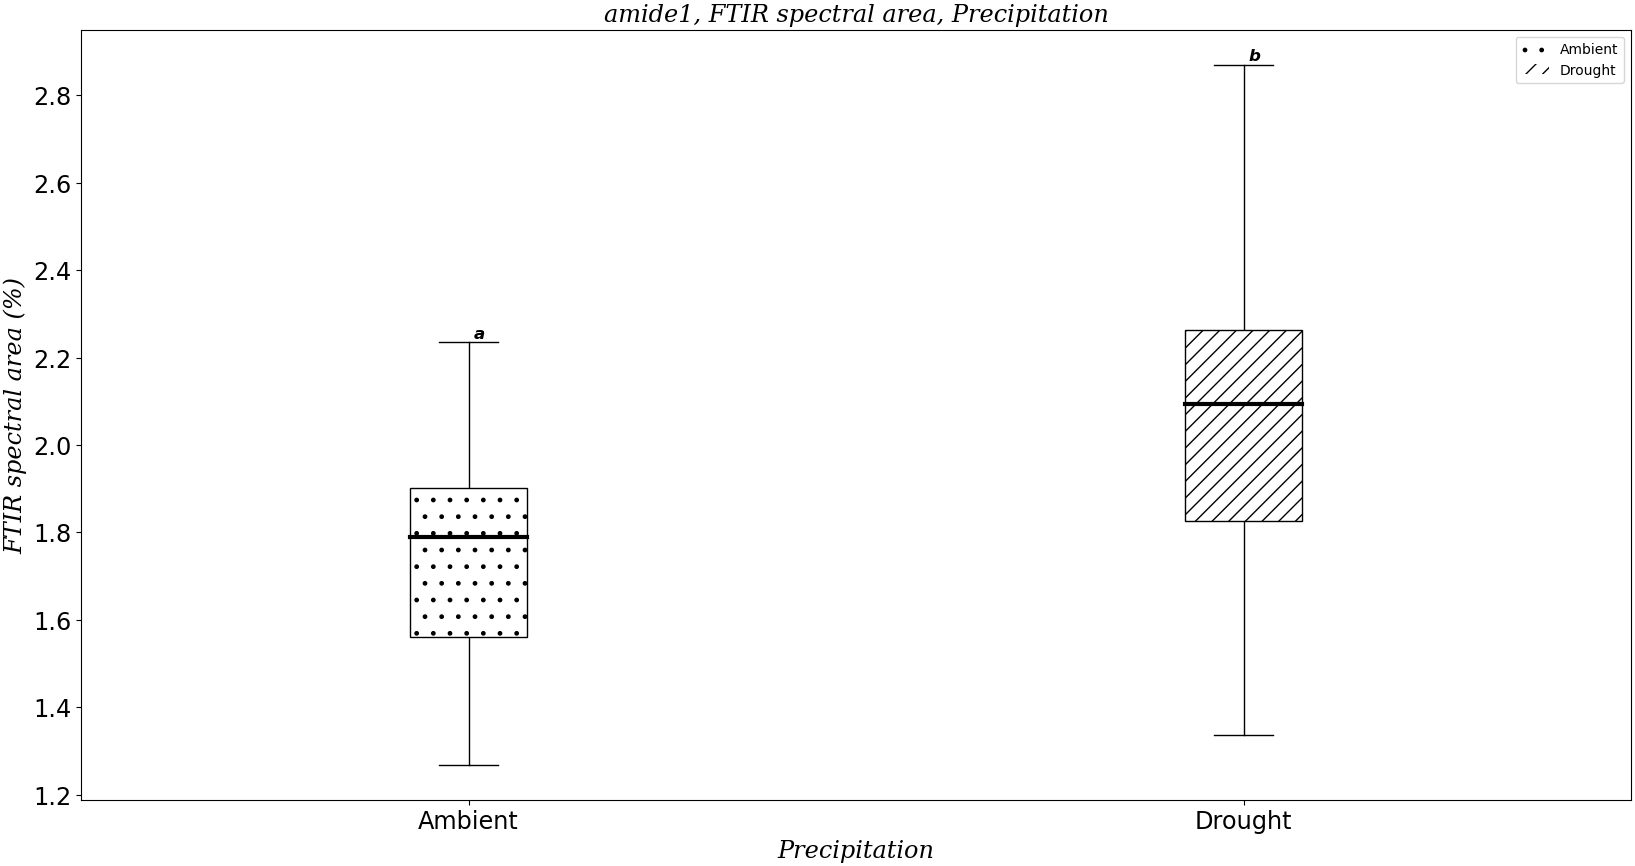 amide1, FTIR spectral area, Precipitation
b
Ambient
Drought
2.8
2.6
2.4
a
2.2
2.0
1.8
1.6
1.4
1.2
FTIR spectral area (%)
Ambient
Drought
Precipitation